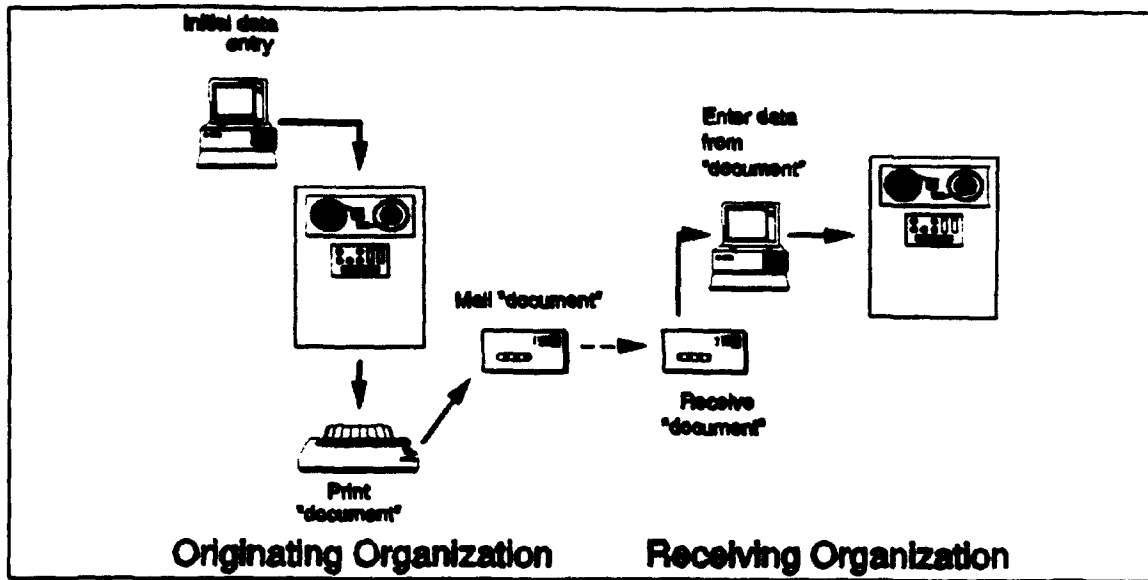 Initial data
entry
Enter data
from
"document"
Mail "document"
Receive
"document"
Print
"document"
Originating Organization
Receiving Organization